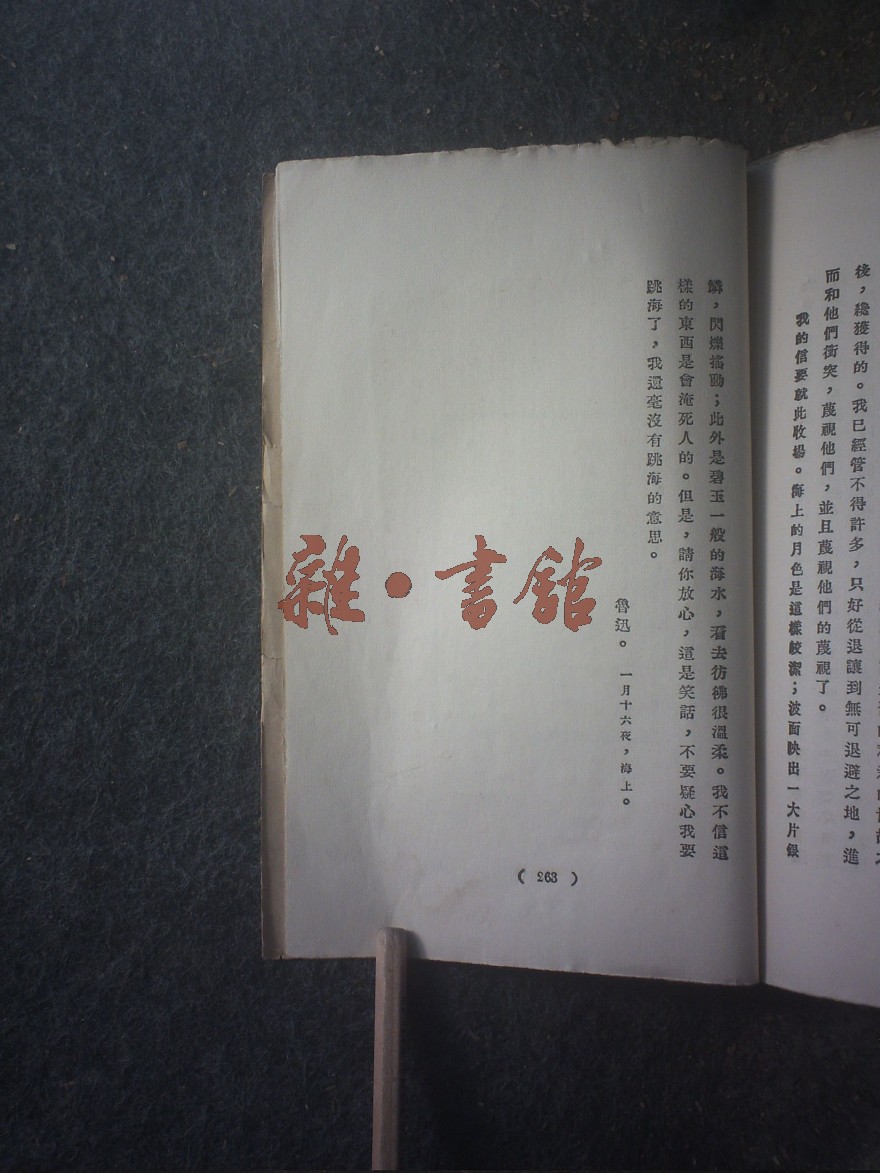 後，纔獲得的。我已經管不得許多，只好從退讓到無可退避之地，進
而和他們衝突，蔑視他們，並且蔑視他們的蔑視了。
我的信要就此收場。海上的月色是這樣皎潔；波面映出一大片銀
鱗，閃爍搖動；此外是碧玉一般的海水，看去彷彿很溫柔。我不信這
樣的東西是會淹死人的。但是，請你放心，這是笑話，不要疑心我要
跳海了，我還毫沒有跳海的意思。
魯迅。 一月十六夜，海上。
( 263 )
雜·書館